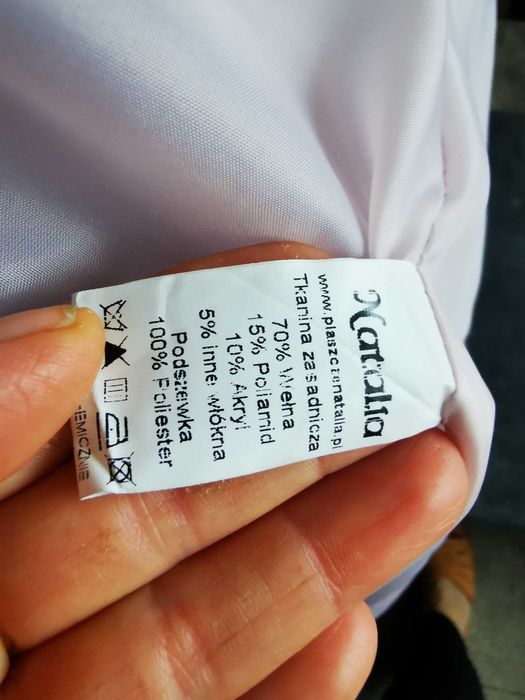 Natalia
www.plaszczenatalia.pl
Tkanina zasadnicza
70% Wełna
15% Poliamid
10% Akryl
5% inne włókna
Podszewka
100% Poliester